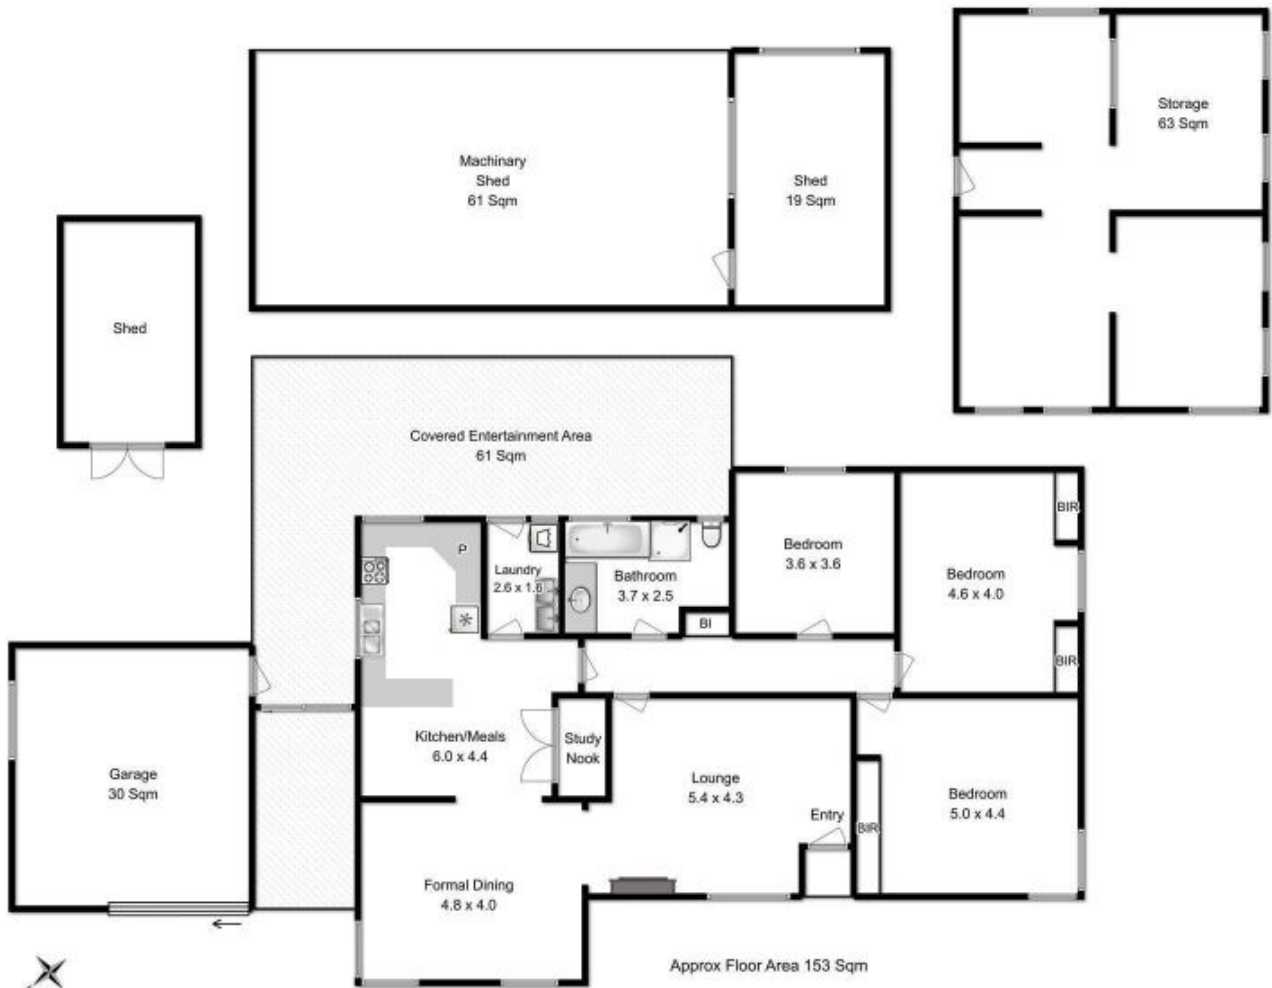 Storage
63 Sqm
Machinary
Shed
61 Sqm
Shed
19 Sqm
Shed
Covered Entertainment Area
61 Sqm
P
Laundry
2.6 x 1.6
Bathroom
3.7 x 2.5
BI
Bedroom
3.6 x 3.6
Bedroom
4.6 x 4.0
BIR
BIR
Kitchen/Meals
6.0 x 4.4
Study
Nook
Garage
30 Sqm
Lounge
5.4 x 4.3
Entry
BIR
Bedroom
5.0 x 4.4
Formal Dining
4.8 x 4.0
Approx Floor Area 153 Sqm